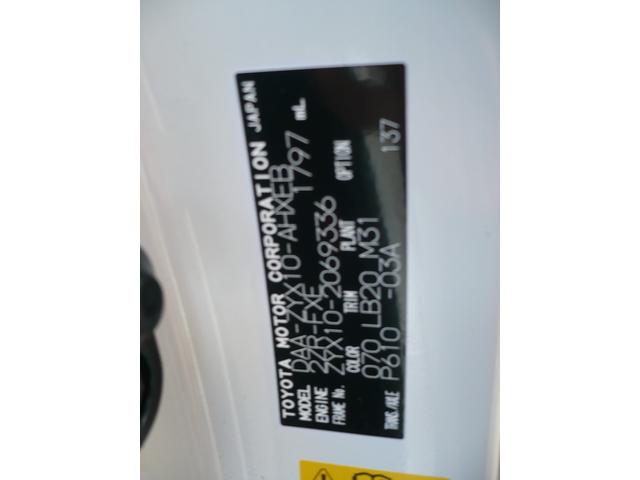 TOYOTA MOTOR CORPORATION JAPAN
MODEL DAA-ZYX10-AHXEB
ENGINE 2ZR-FXE 1797 mL
FRAME No. ZYX10-2069336
COLOR TRIM PLANT OPTION
070 LB20 M31 137
TRANS/AXLE P610 -03A